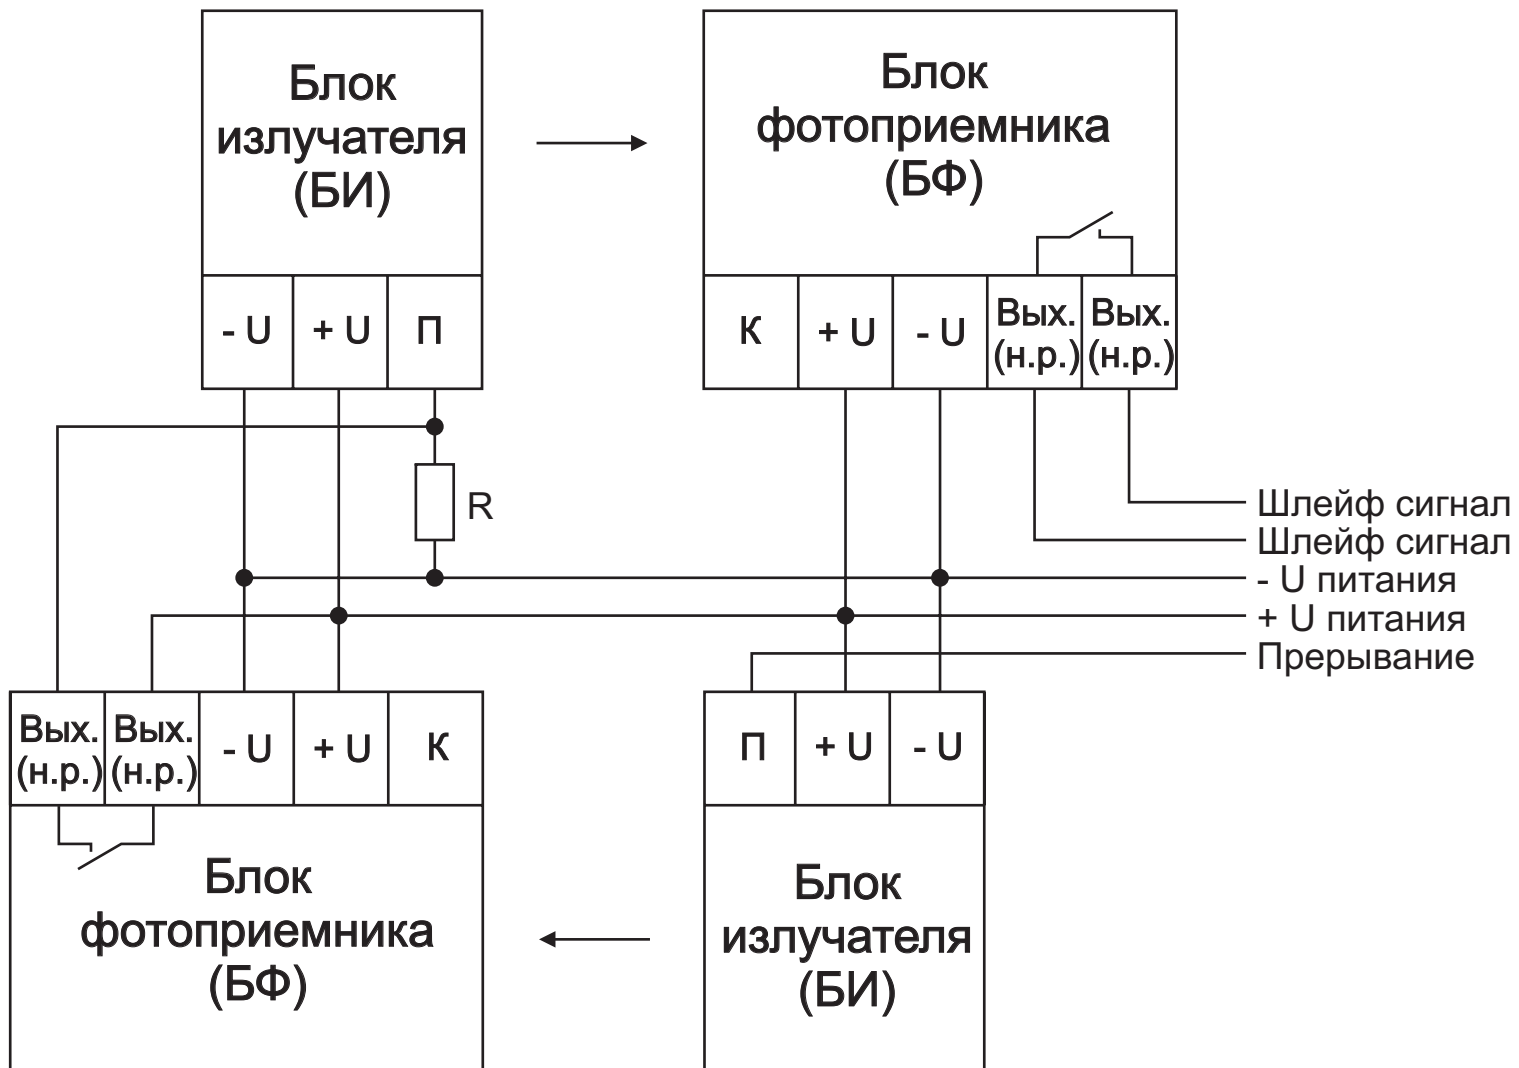 Блок
излучателя
(БИ)
Блок
фотоприемника
(БФ)
- U
+ U
П
К
+ U
- U
Вых.
(н.р.)
Вых.
(н.р.)
R
Шлейф сигнал
Шлейф сигнал
- U питания
+ U питания
Прерывание
Вых.
(н.р.)
Вых.
(н.р.)
- U
+ U
К
П
+ U
- U
Блок
фотоприемника
(БФ)
Блок
излучателя
(БИ)